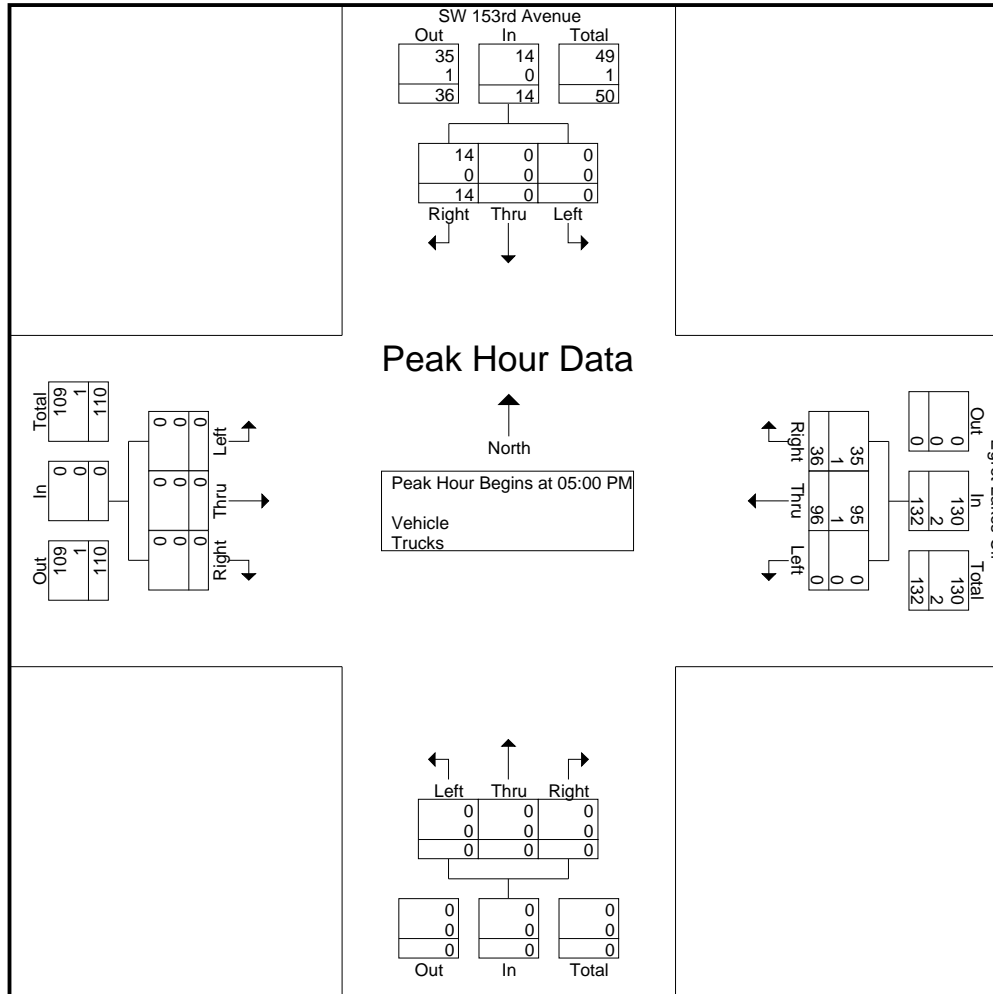 SW 153rd Avenue
Out In Total
35 14 49
1 0 1
36 14 50
14 0 0
0 0 0
14 0 0
Right Thru Left
Peak Hour Data
North
Peak Hour Begins at 05:00 PM
Vehicle
Trucks
Total
109
1
110
In
0
0
0
Out
109
1
110
Left
0
0
0
Thru
0
0
0
Right
0
0
0
Right
35
1
36
Thru
95
1
96
Left
0
0
0
Out
0
0
0
In
130
2
132
Total
130
2
132
Left Thru Right
0 0 0
0 0 0
0 0 0
0 0 0
0 0 0
0 0 0
Out In Total